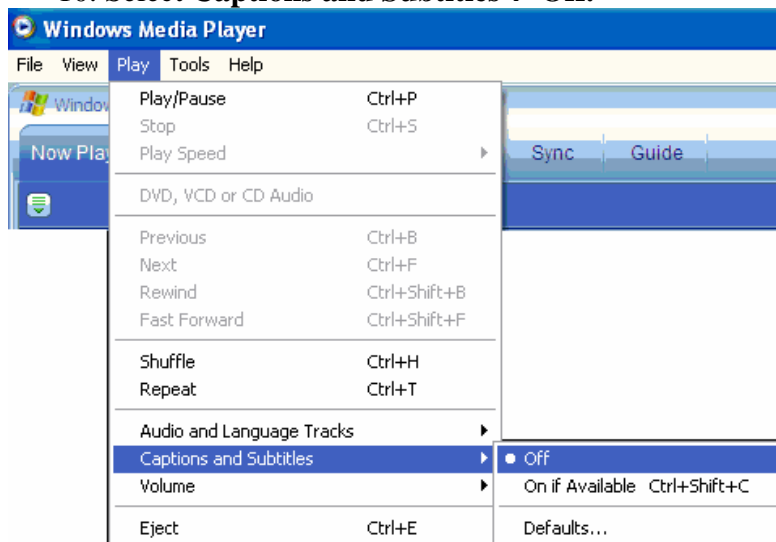 Windows Media Player
File View Play Tools Help
Play/Pause Ctrl+P
Stop Ctrl+S
Now Play Play Speed Sync Guide
DVD, VCD or CD Audio
Previous Ctrl+B
Next Ctrl+F
Rewind Ctrl+Shift+B
Fast Forward Ctrl+Shift+F
Shuffle Ctrl+H
Repeat Ctrl+T
Audio and Language Tracks
Captions and Subtitles Off
Volume On if Available Ctrl+Shift+C
Eject Ctrl+E Defaults...